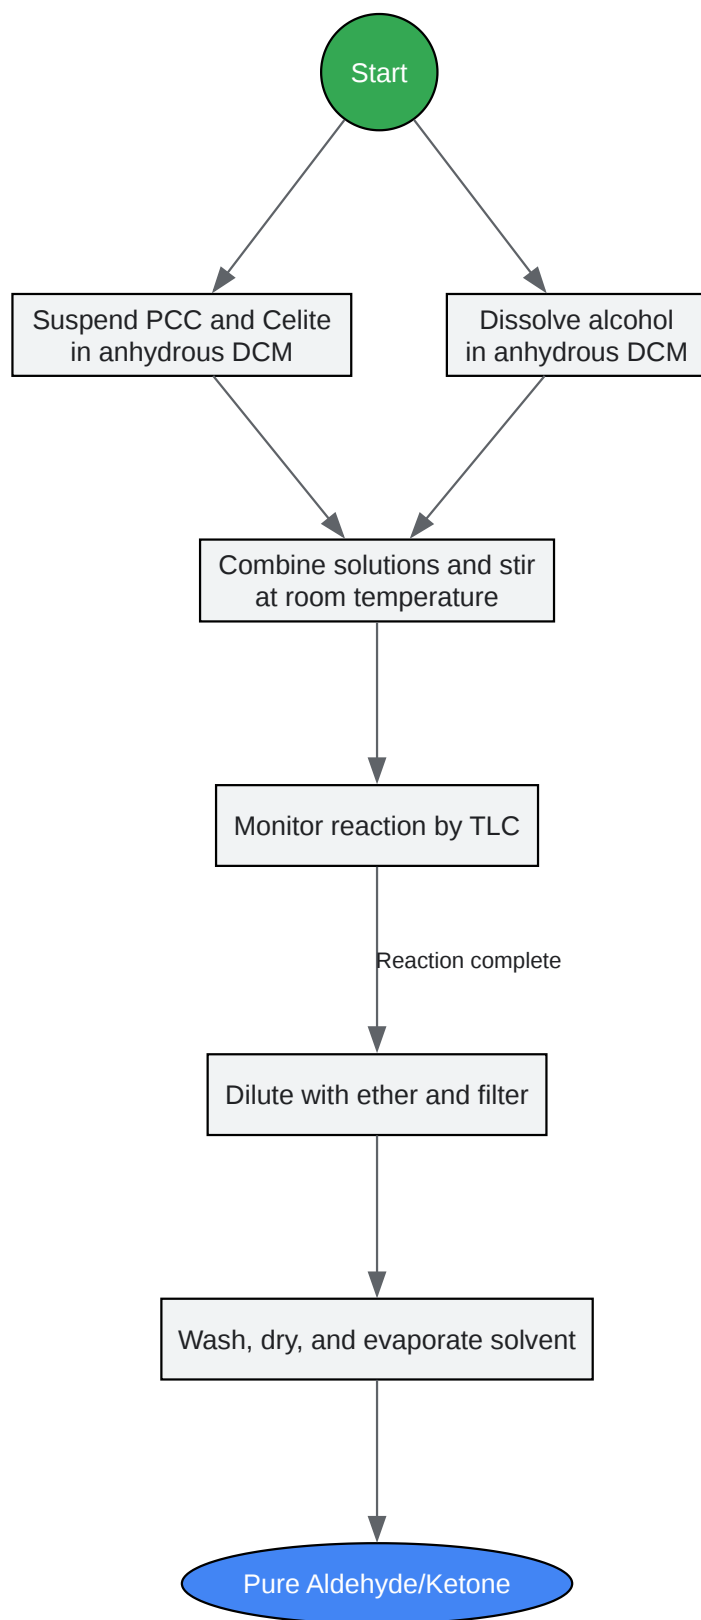 Start
Suspend PCC and Celite
in anhydrous DCM
Dissolve alcohol
in anhydrous DCM
Combine solutions and stir
at room temperature
Monitor reaction by TLC
Reaction complete
Dilute with ether and filter
Wash, dry, and evaporate solvent
Pure Aldehyde/Ketone